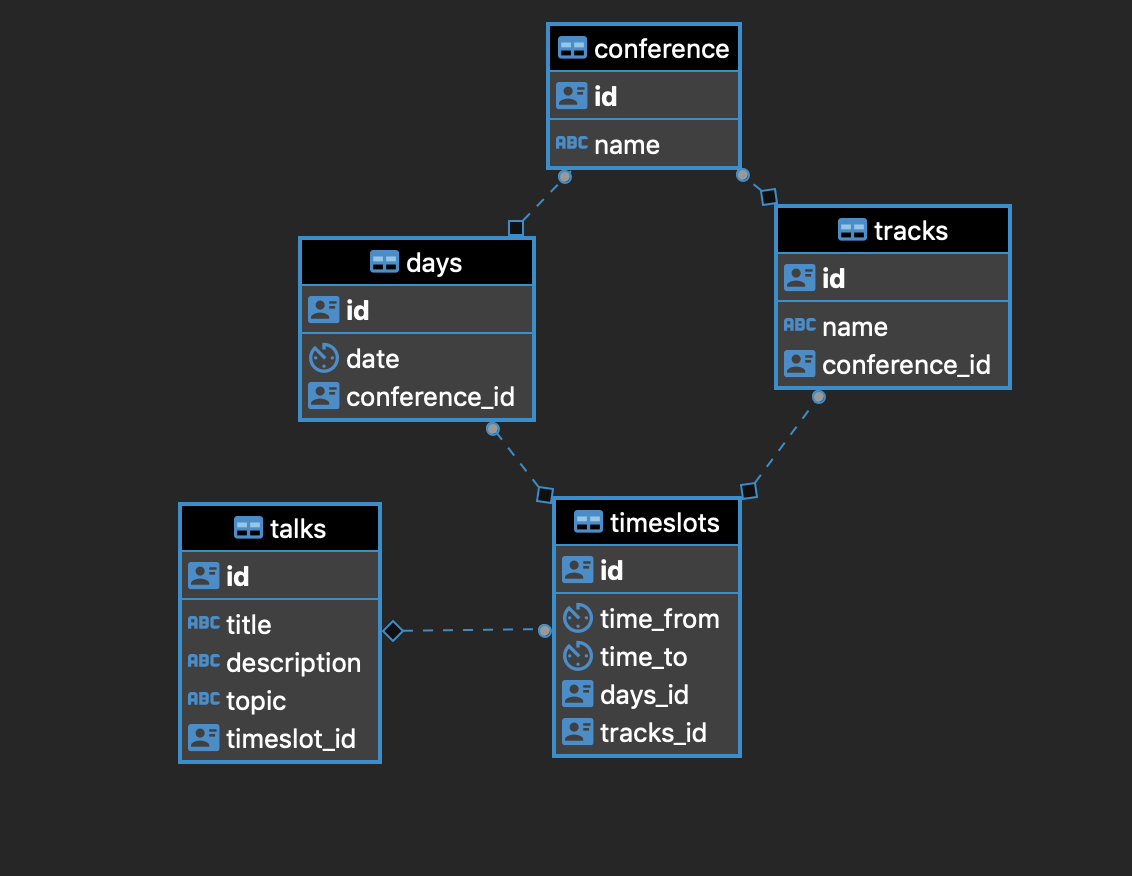 conference
id
ABC name
days
id
date
conference_id
tracks
id
ABC name
conference_id
talks
id
ABC title
ABC description
ABC topic
timeslot_id
timeslots
id
time_from
time_to
days_id
tracks_id